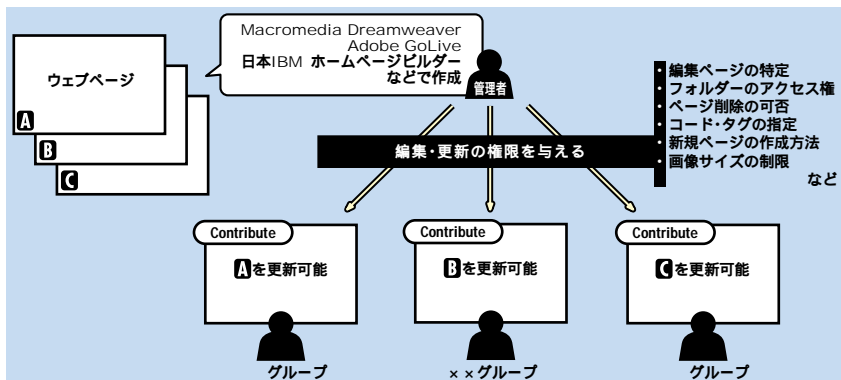 Macromedia Dreamweaver
Adobe GoLive
日本IBM ホームページビルダー
などで作成
ウェブページ
A
B
C
管理者
・編集ページの特定
・フォルダーのアクセス権
・ページ削除の可否
・コード・タグの指定
・新規ページの作成方法
・画像サイズの制限
など
編集・更新の権限を与える
Contribute
Aを更新可能
グループ
Contribute
Bを更新可能
××グループ
Contribute
Cを更新可能
グループ